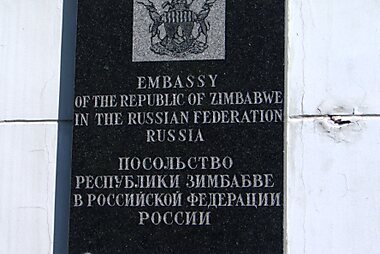 EMBASSY
OF THE REPUBLIC OF ZIMBABWE
IN THE RUSSIAN FEDERATION
RUSSIA
ПОСОЛЬСТВО
РЕСПУБЛИКИ ЗИМБАБВЕ
В РОССИЙСКОЙ ФЕДЕРАЦИИ
РОССИИ